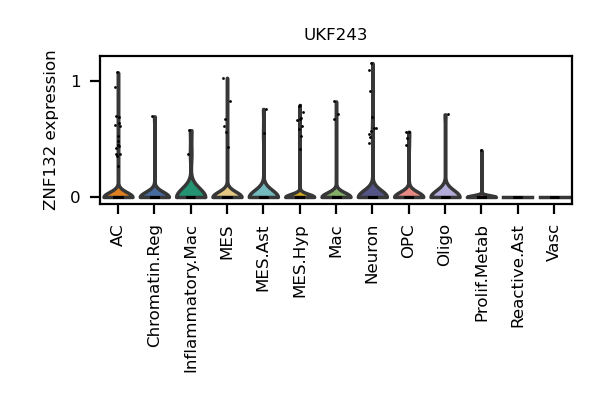 UKF243
ZNF132 expression
1
0
AC
Chromatin.Reg
Inflammatory.Mac
MES
MES.Ast
MES.Hyp
Mac
Neuron
OPC
Oligo
Prolif.Metab
Reactive.Ast
Vasc